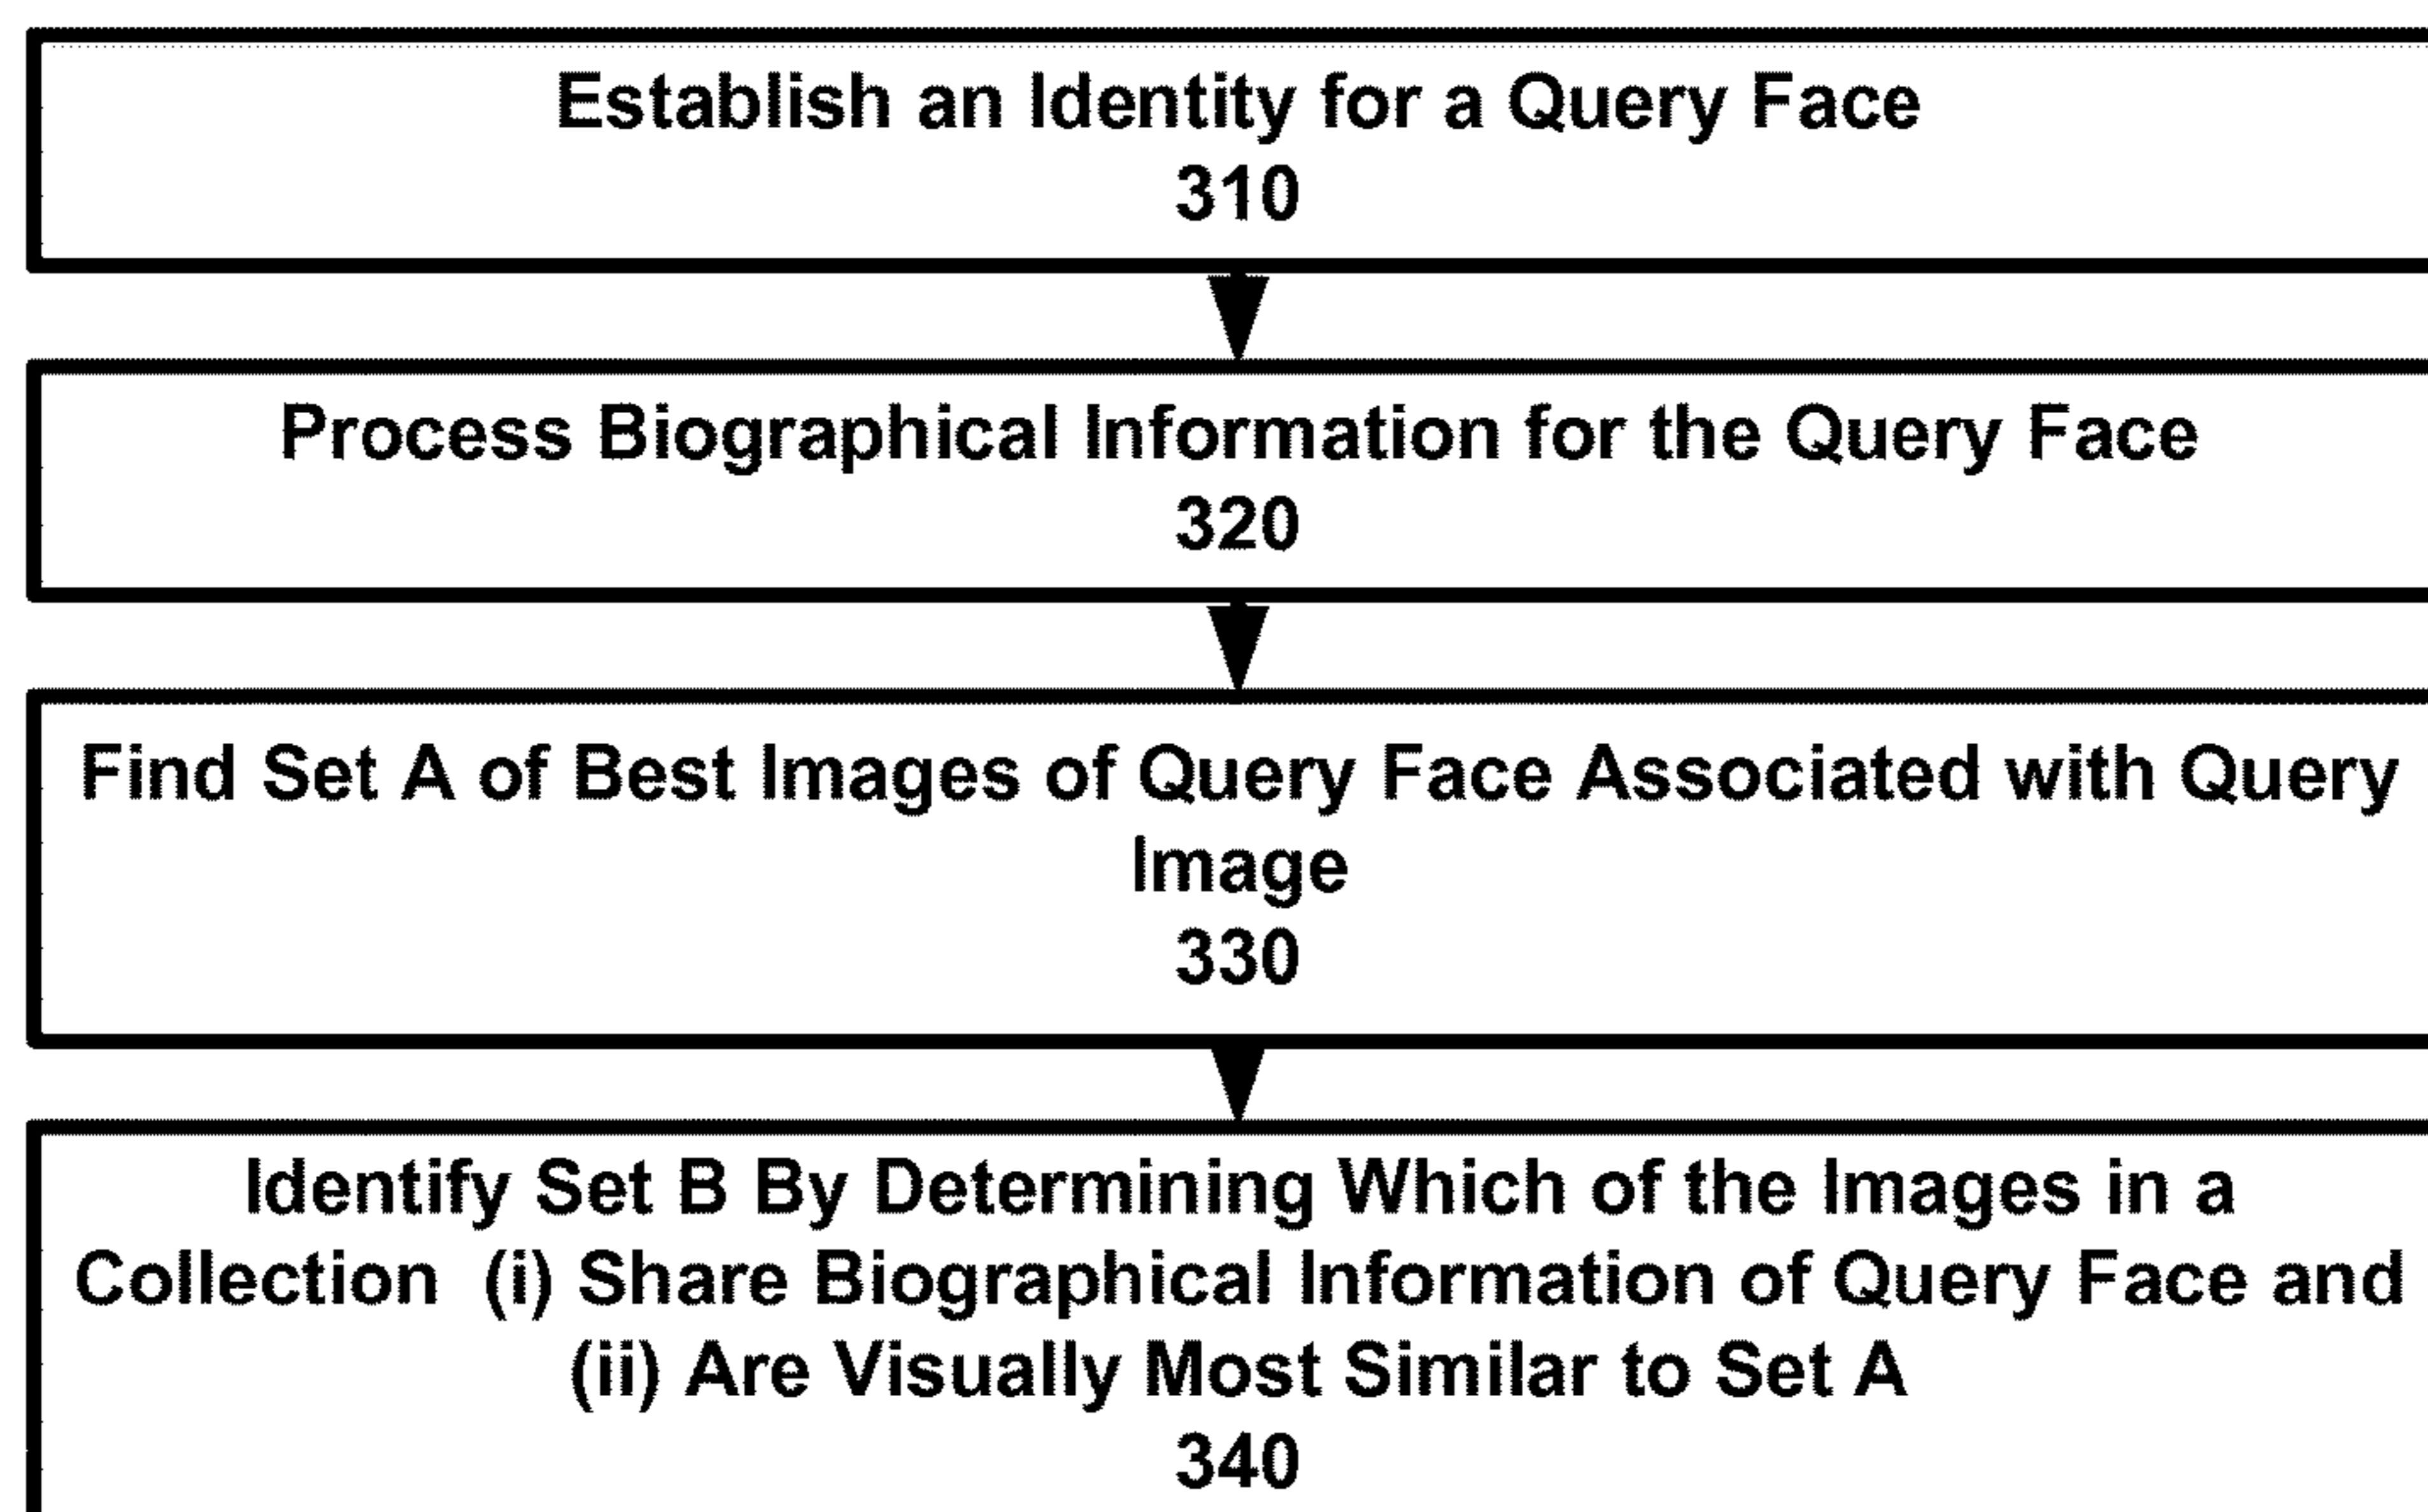 Establish an Identity for a Query Face
310
Process Biographical Information for the Query Face
320
Find Set A of Best Images of Query Face Associated with Query
Image
330
Identify Set B By Determining Which of the Images in a
Collection (i) Share Biographical Information of Query Face and
(ii) Are Visually Most Similar to Set A
340